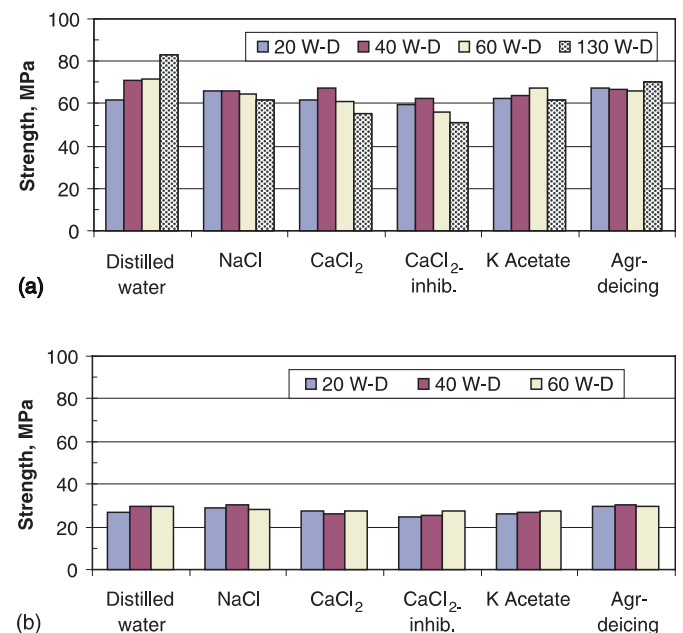 100
80
60
40
20
0
Strength, MPa
20 W-D 40 W-D 60 W-D 130 W-D
Distilled water
NaCl
CaCl₂
CaCl₂-inhib.
K Acetate
Agr-deicing
(a)
100
80
60
40
20
0
Strength, MPa
20 W-D 40 W-D 60 W-D
Distilled water
NaCl
CaCl₂
CaCl₂-inhib.
K Acetate
Agr-deicing
(b)